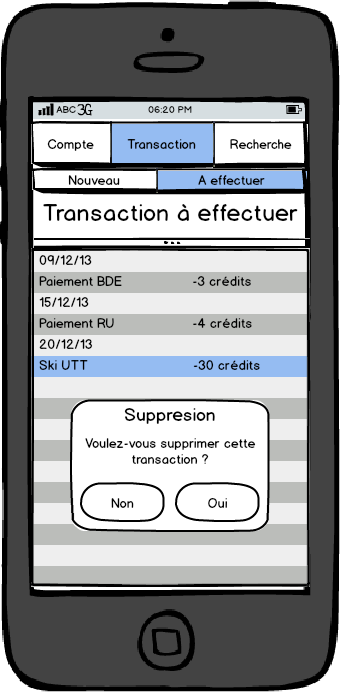 ABC 3G 06:20 PM
Compte Transaction Recherche
Nouveau A effectuer
Transaction à effectuer
09/12/13
Paiement BDE -3 crédits
15/12/13
Paiement RU -4 crédits
20/12/13
Ski UTT -30 crédits
Suppresion
Voulez-vous supprimer cette
transaction ?
Non Oui